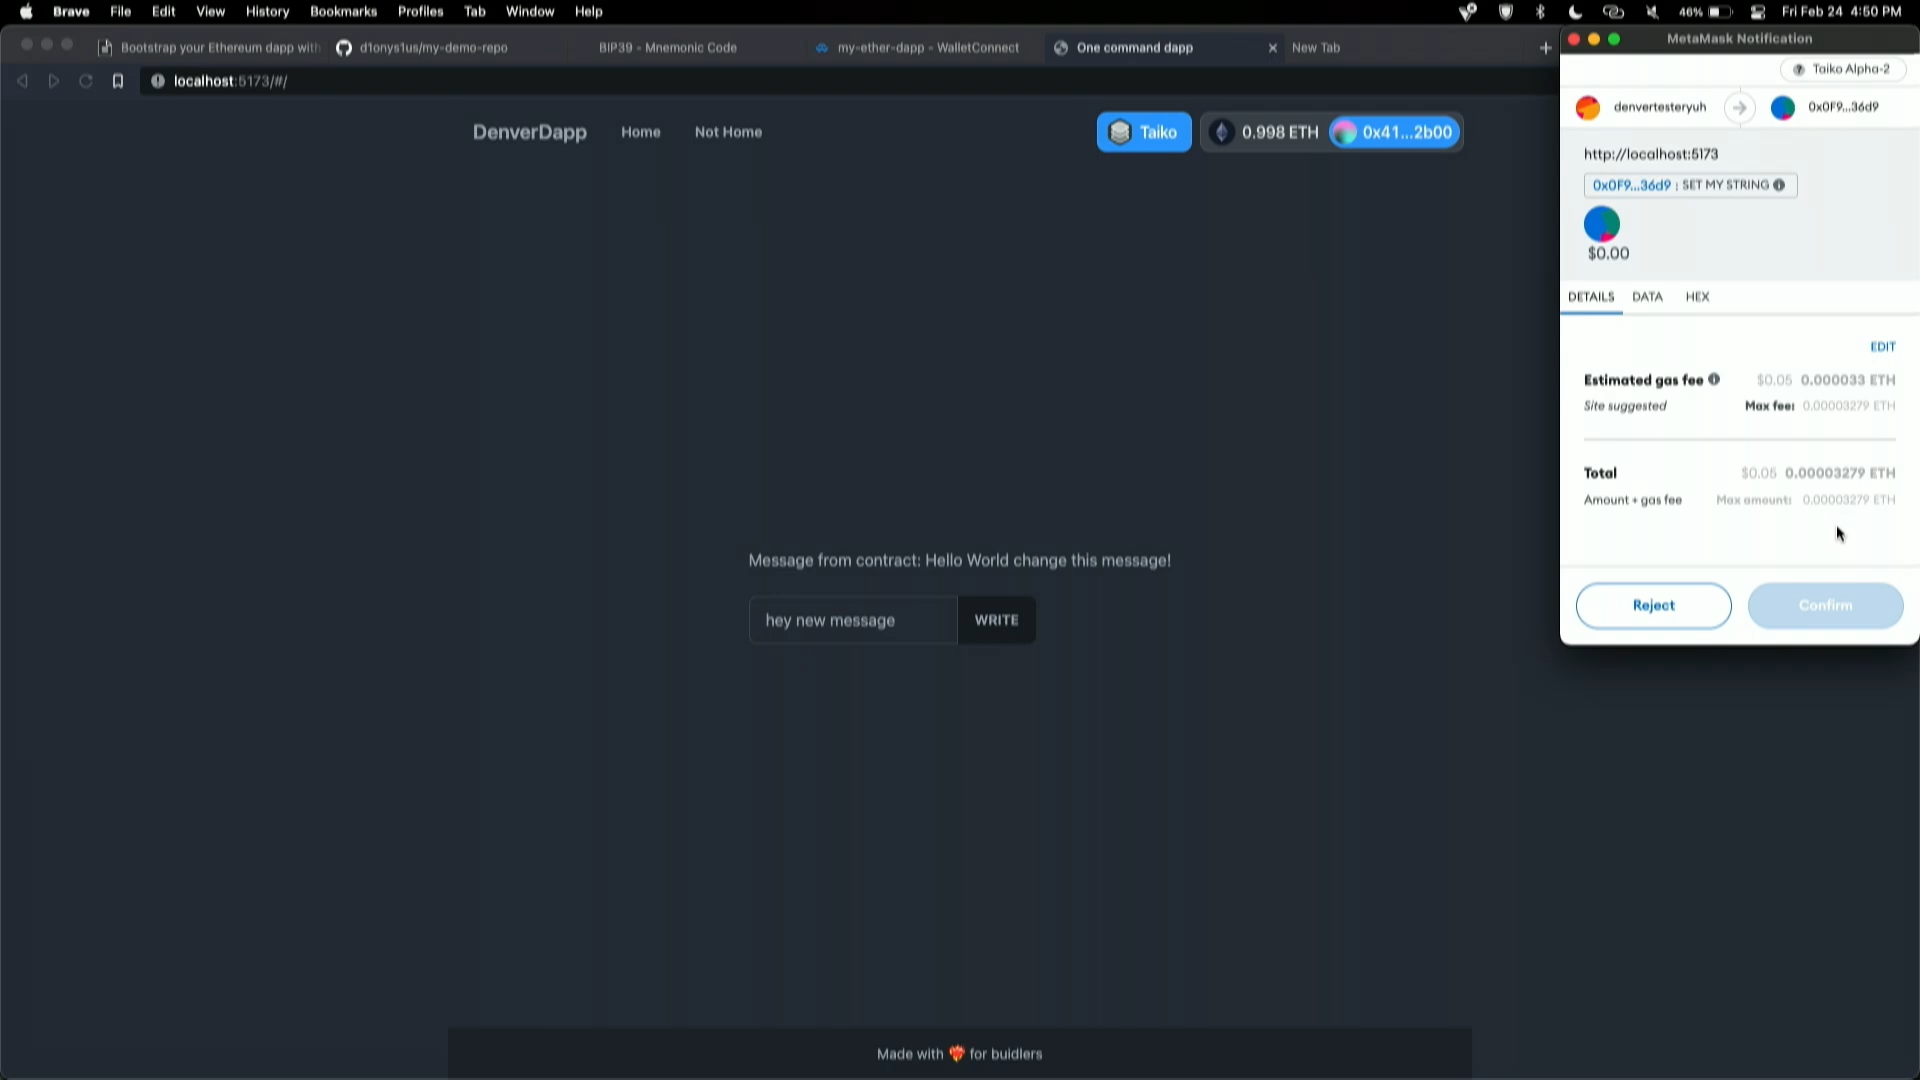 Brave File Edit View History Bookmarks Profiles Tab Window Help 46% Fri Feb 24 4:50 PM
Bootstrap your Ethereum dapp with d1onys1us/my-demo-repo BIP39 - Mnemonic Code my-ether-dapp - WalletConnect One command dapp New Tab
localhost:5173/#/
DenverDapp Home Not Home Taiko 0.998 ETH 0x41...2b00
Message from contract: Hello World change this message!
hey new message WRITE
Made with ❤️‍🔥 for buidlers
MetaMask Notification
Taiko Alpha-2
denvertesteryuh 0x0F9...36d9
http://localhost:5173
0x0F9...36d9 : SET MY STRING
$0.00
DETAILS DATA HEX
EDIT
Estimated gas fee $0.05 0.000033 ETH
Site suggested Max fee: 0.00003279 ETH
Total $0.05 0.00003279 ETH
Amount + gas fee Max amount: 0.00003279 ETH
Reject Confirm